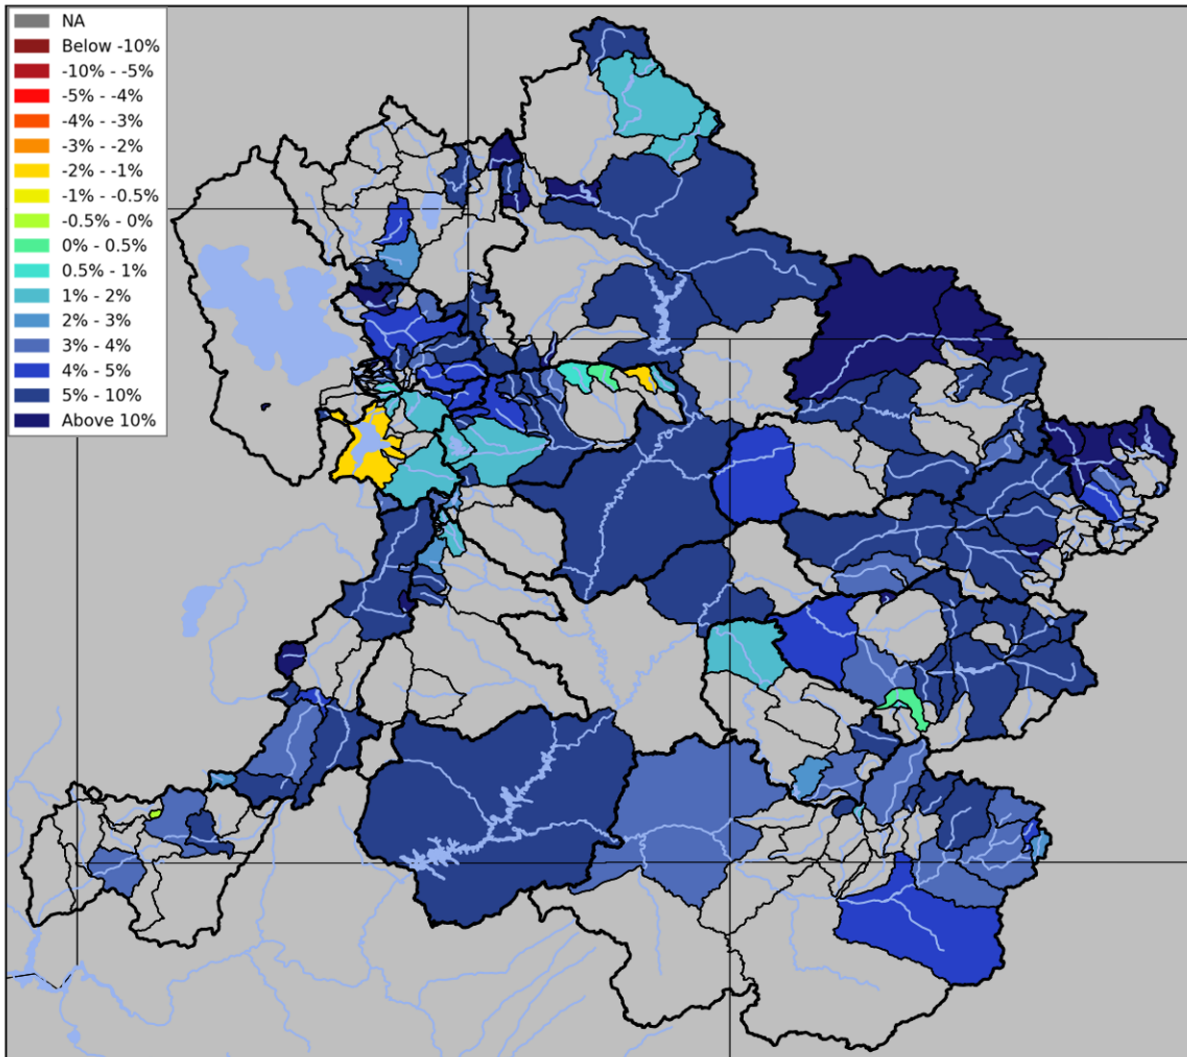 NA
Below -10%
-10% - -5%
-5% - -4%
-4% - -3%
-3% - -2%
-2% - -1%
-1% - -0.5%
-0.5% - 0%
0% - 0.5%
0.5% - 1%
1% - 2%
2% - 3%
3% - 4%
4% - 5%
5% - 10%
Above 10%